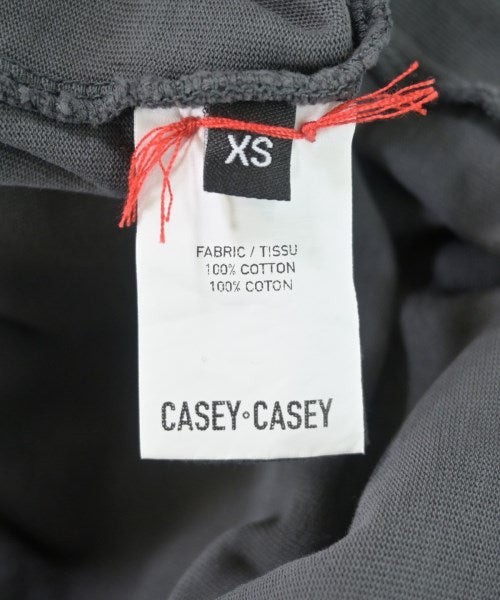 XS
FABRIC / TISSU
100% COTTON
100% COTON
CASEY◦CASEY